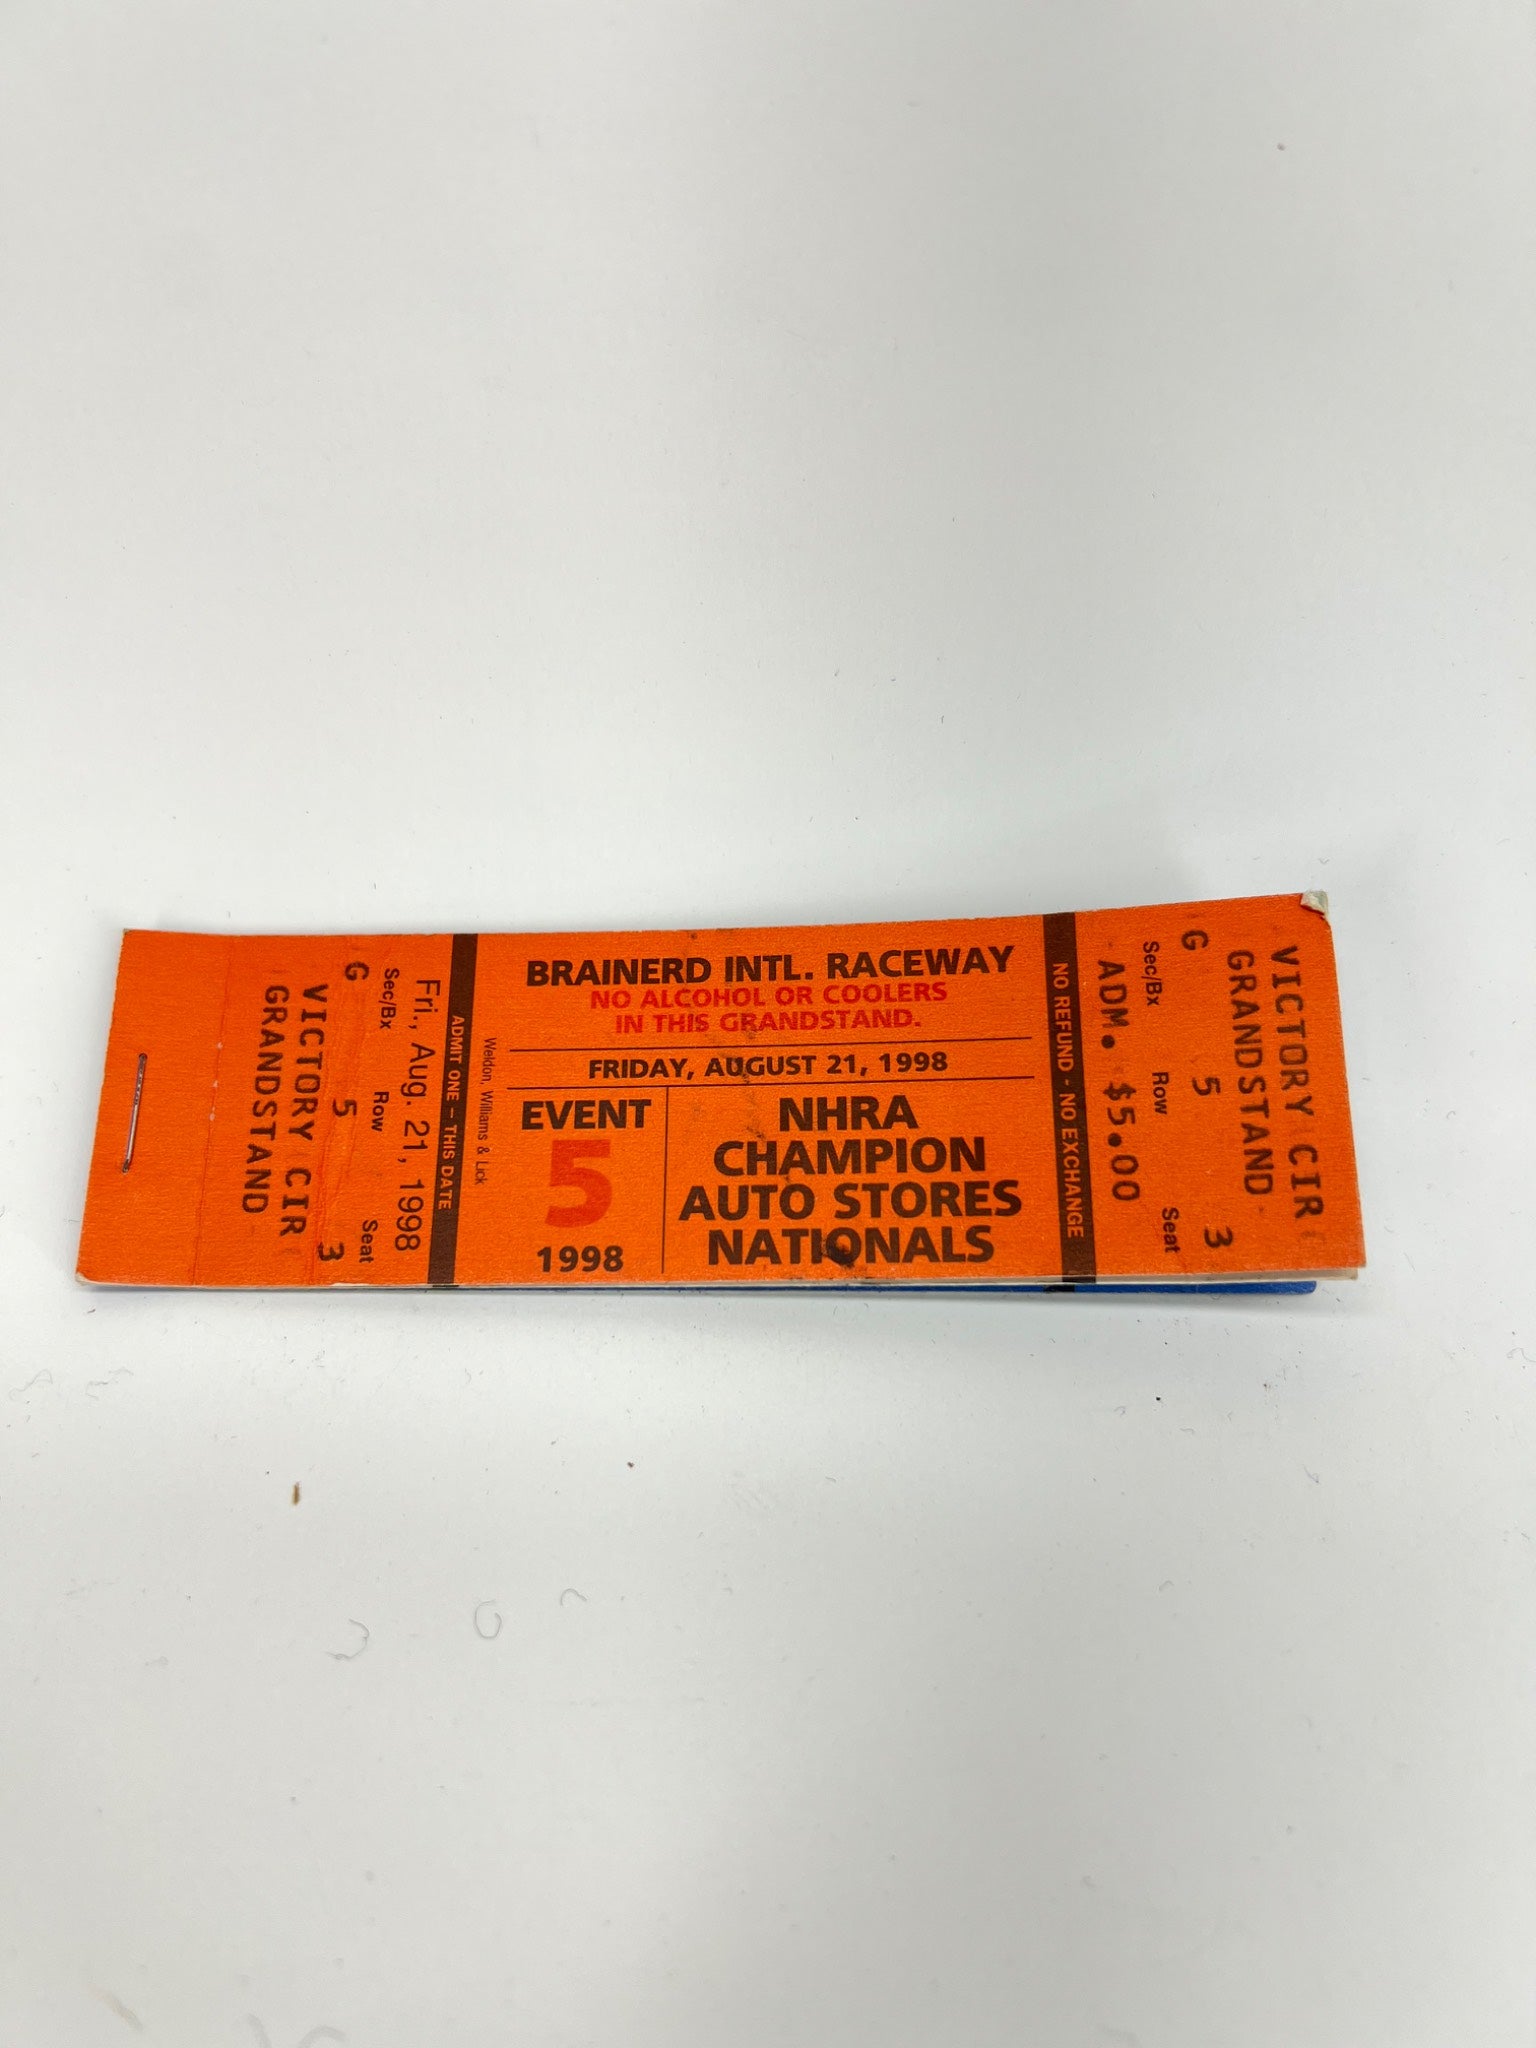 VICTORY CIR
GRANDSTAND
G 5 3
Sec/Bx Row Seat
Fri., Aug. 21, 1998
ADMIT ONE - THIS DATE
Weldon, Williams & Lick
BRAINERD INTL. RACEWAY
NO ALCOHOL OR COOLERS
IN THIS GRANDSTAND.
FRIDAY, AUGUST 21, 1998
EVENT
5
1998
NHRA
CHAMPION
AUTO STORES
NATIONALS
NO REFUND - NO EXCHANGE
VICTORY CIR
GRANDSTAND
G 5 3
Sec/Bx Row Seat
ADM. $5.00